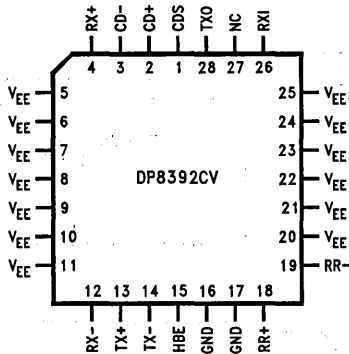 RX+ CD- CD+ CDS TXO NC RXI
4 3 2 1 28 27 26
VEE 5 25 VEE
VEE 6 24 VEE
VEE 7 23 VEE
VEE 8 DP8392CV 22 VEE
VEE 9 21 VEE
VEE 10 20 VEE
VEE 11 19 RR-
12 13 14 15 16 17 18
RX- TX+ TX- HBE GND GND RR+